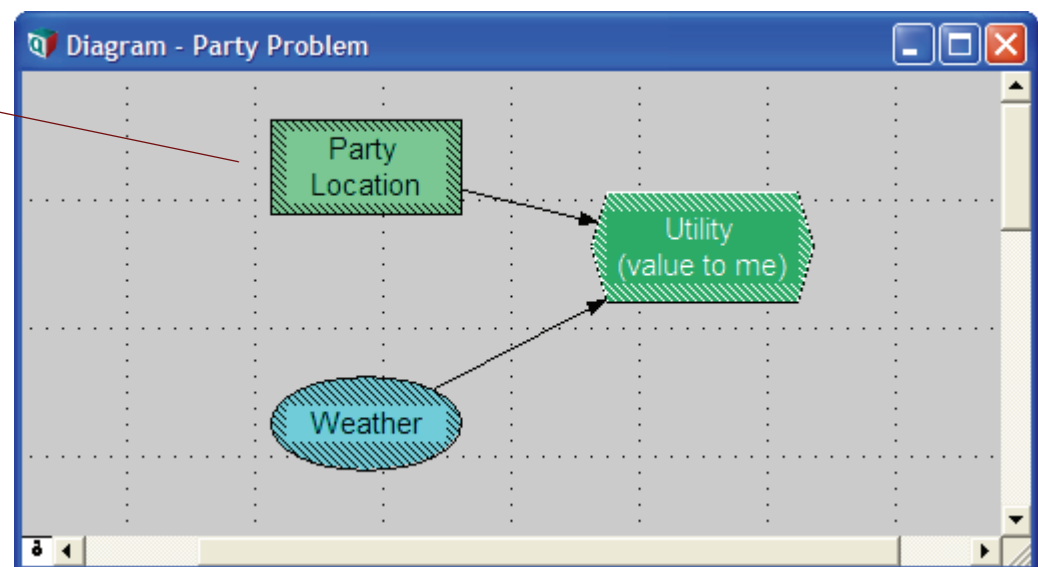 Diagram - Party Problem
Party
Location
Utility
(value to me)
Weather